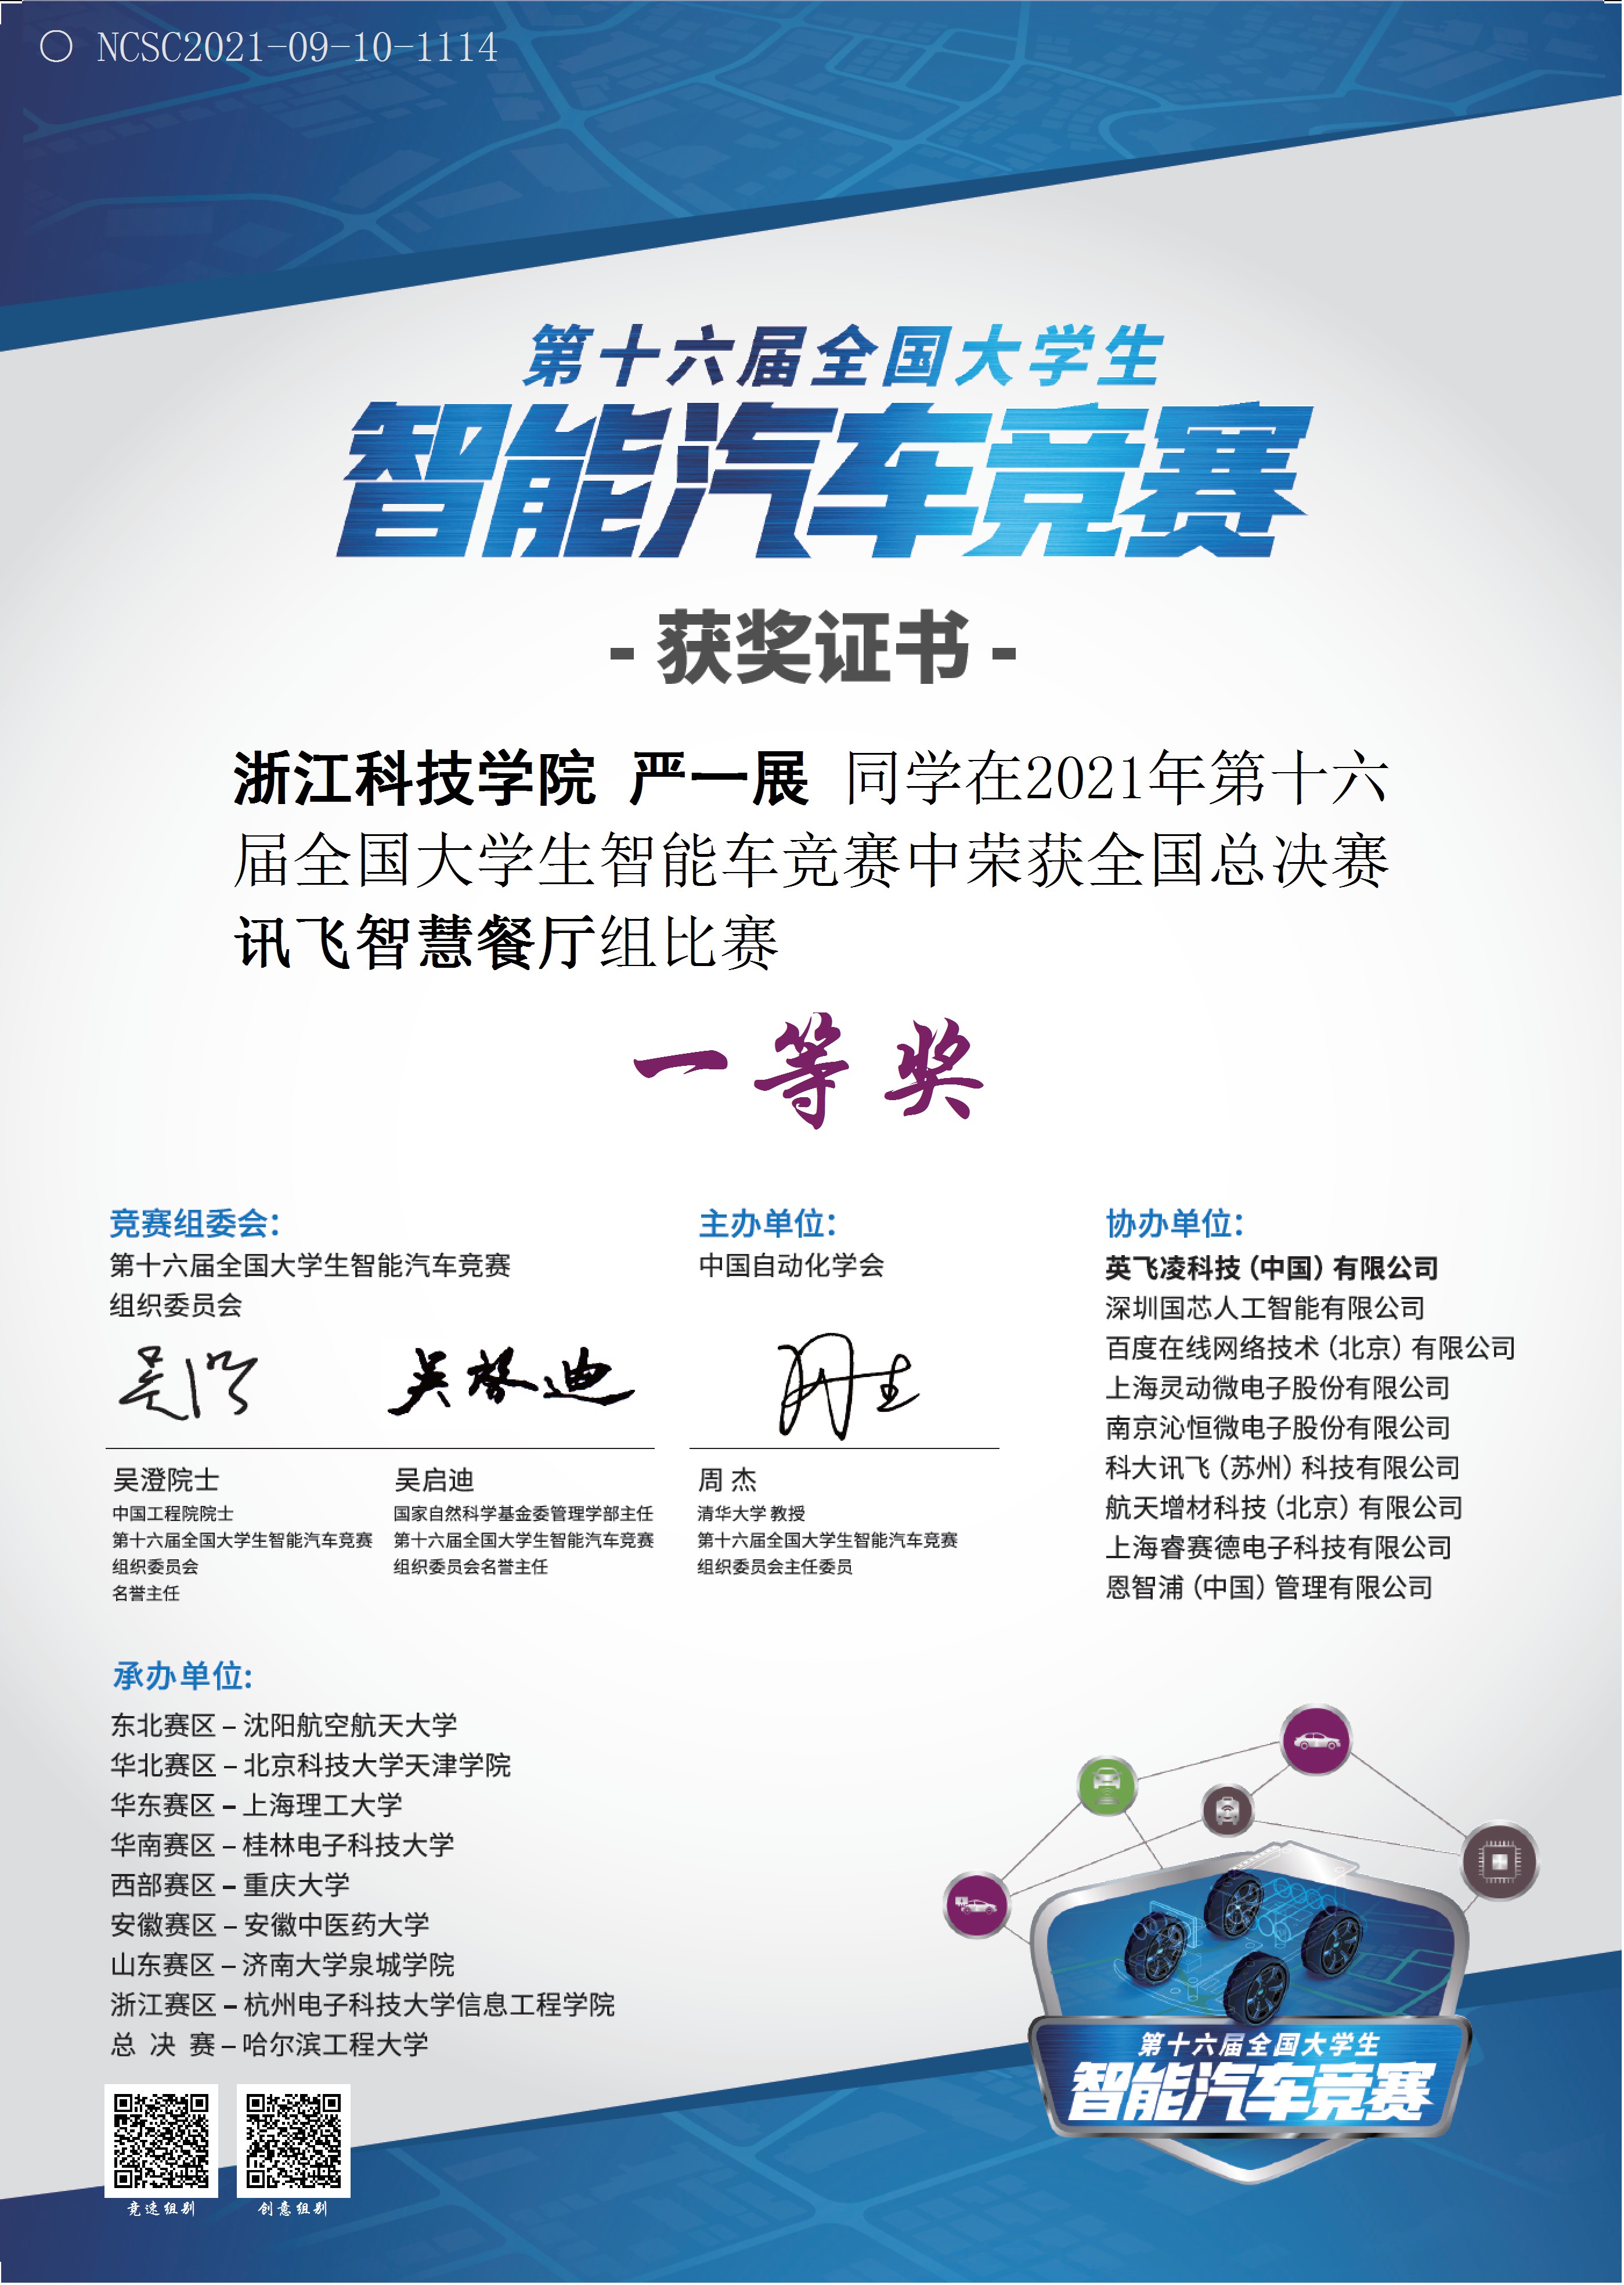 ○ NCSC2021-09-10-1114
第十六届全国大学生
智能汽车竞赛
- 获奖证书 -
浙江科技学院 严一展 同学在2021年第十六
届全国大学生智能车竞赛中荣获全国总决赛
讯飞智慧餐厅组比赛
一等奖
竞赛组委会：
第十六届全国大学生智能汽车竞赛
组织委员会
吴澄
吴启迪
吴澄院士
中国工程院院士
第十六届全国大学生智能汽车竞赛
组织委员会
名誉主任
吴启迪
国家自然科学基金委管理学部主任
第十六届全国大学生智能汽车竞赛
组织委员会名誉主任
主办单位：
中国自动化学会
周 杰
清华大学 教授
第十六届全国大学生智能汽车竞赛
组织委员会主任委员
协办单位：
英飞凌科技（中国）有限公司
深圳国芯人工智能有限公司
百度在线网络技术（北京）有限公司
上海灵动微电子股份有限公司
南京沁恒微电子股份有限公司
科大讯飞（苏州）科技有限公司
航天增材科技（北京）有限公司
上海睿赛德电子科技有限公司
恩智浦（中国）管理有限公司
承办单位:
东北赛区 – 沈阳航空航天大学
华北赛区 – 北京科技大学天津学院
华东赛区 – 上海理工大学
华南赛区 – 桂林电子科技大学
西部赛区 – 重庆大学
安徽赛区 – 安徽中医药大学
山东赛区 – 济南大学泉城学院
浙江赛区 – 杭州电子科技大学信息工程学院
总 决 赛 – 哈尔滨工程大学
竞速组别
创意组别
第十六届全国大学生
智能汽车竞赛